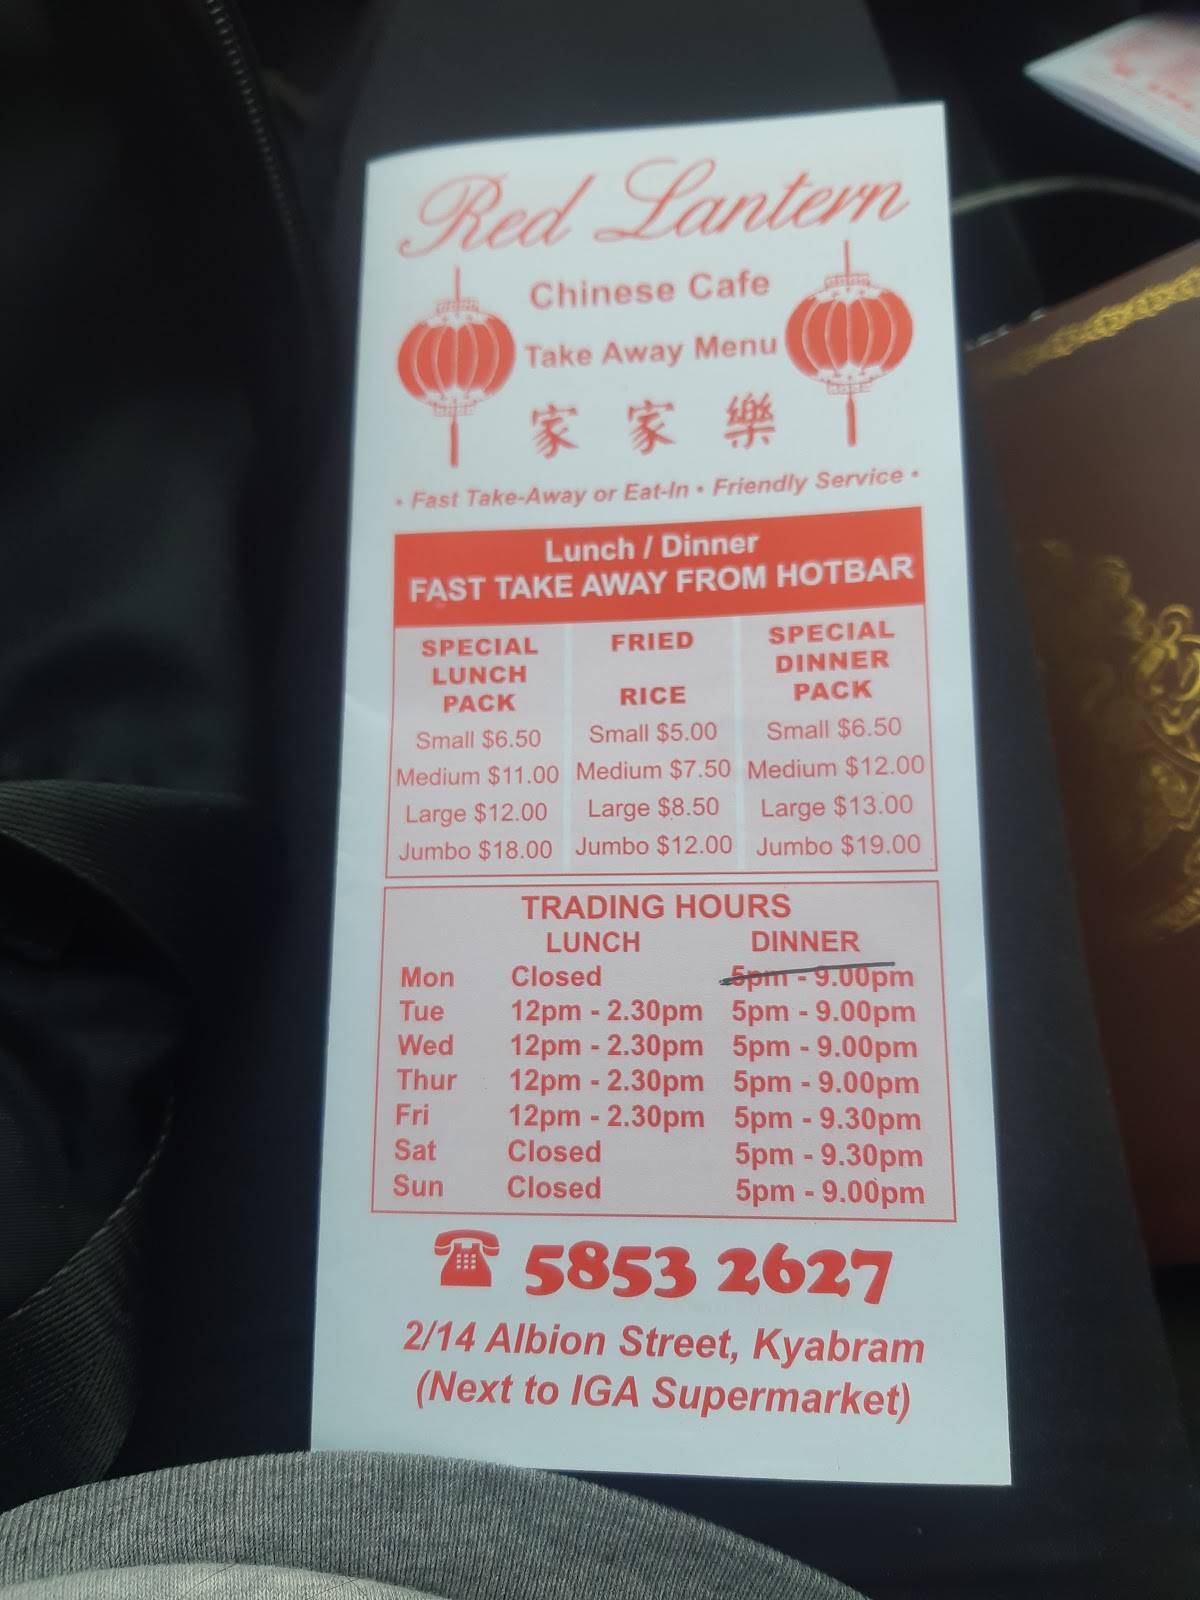 Red Lantern
Chinese Cafe
Take Away Menu
家 家 樂
• Fast Take-Away or Eat-In • Friendly Service •
Lunch / Dinner
FAST TAKE AWAY FROM HOTBAR
SPECIAL
LUNCH
PACK
Small $6.50
Medium $11.00
Large $12.00
Jumbo $18.00
FRIED
RICE
Small $5.00
Medium $7.50
Large $8.50
Jumbo $12.00
SPECIAL
DINNER
PACK
Small $6.50
Medium $12.00
Large $13.00
Jumbo $19.00
TRADING HOURS
LUNCH DINNER
Mon Closed 5pm - 9.00pm
Tue 12pm - 2.30pm 5pm - 9.00pm
Wed 12pm - 2.30pm 5pm - 9.00pm
Thur 12pm - 2.30pm 5pm - 9.00pm
Fri 12pm - 2.30pm 5pm - 9.30pm
Sat Closed 5pm - 9.30pm
Sun Closed 5pm - 9.00pm
5853 2627
2/14 Albion Street, Kyabram
(Next to IGA Supermarket)